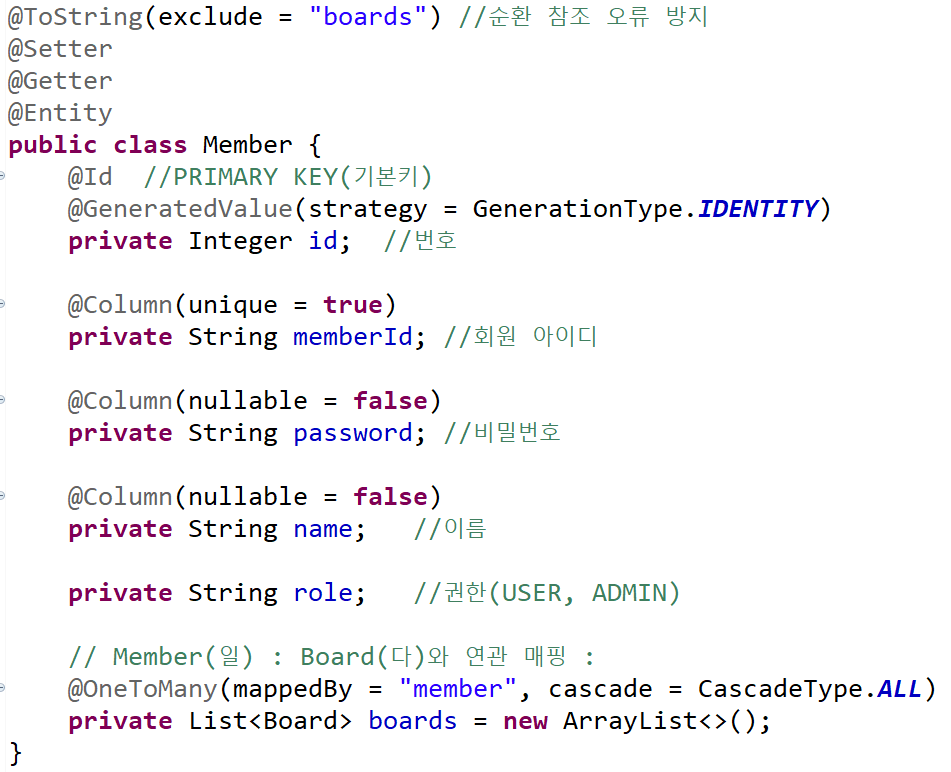 @ToString(exclude = "boards") //순환 참조 오류 방지
@Setter
@Getter
@Entity
public class Member {
    @Id  //PRIMARY KEY(기본키)
    @GeneratedValue(strategy = GenerationType.IDENTITY)
    private Integer id;  //번호
    @Column(unique = true)
    private String memberId; //회원 아이디
    @Column(nullable = false)
    private String password; //비밀번호
    @Column(nullable = false)
    private String name;   //이름
    private String role;   //권한(USER, ADMIN)
    // Member(일) : Board(다)와 연관 매핑 :
    @OneToMany(mappedBy = "member", cascade = CascadeType.ALL)
    private List<Board> boards = new ArrayList<>();
}